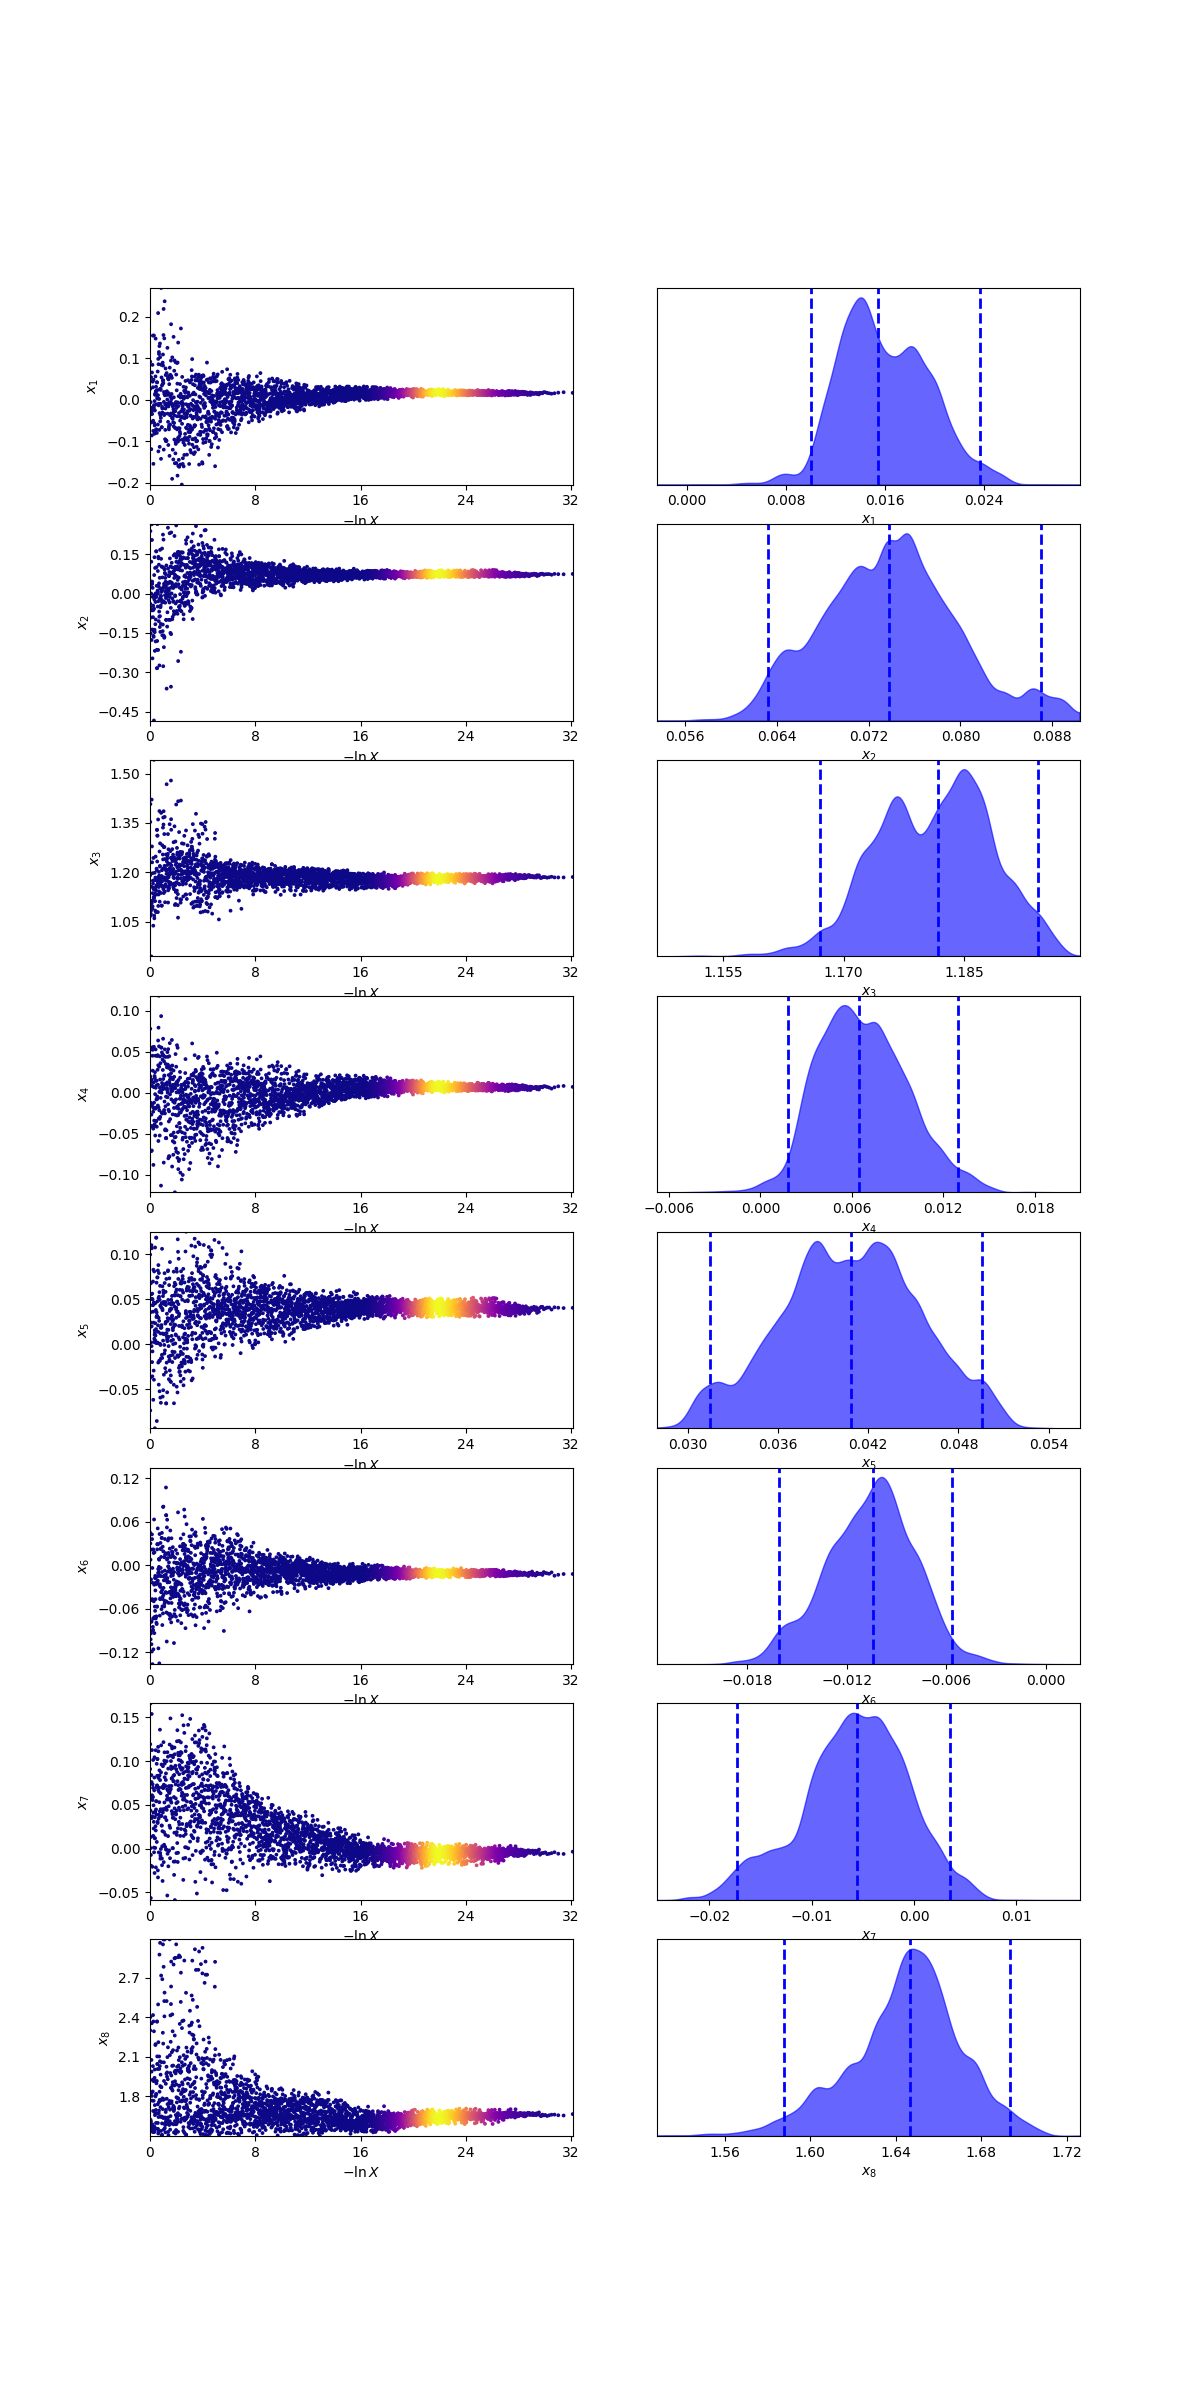 0.2
0.1
0.0
−0.1
−0.2
x₁
0 8 16 24 32
−ln X
0.000 0.008 0.016 0.024
x₁
0.15
0.00
−0.15
−0.30
−0.45
x₂
0 8 16 24 32
−ln X
0.056 0.064 0.072 0.080 0.088
x₂
1.50
1.35
1.20
1.05
x₃
0 8 16 24 32
−ln X
1.155 1.170 1.185
x₃
0.10
0.05
0.00
−0.05
−0.10
x₄
0 8 16 24 32
−ln X
−0.006 0.000 0.006 0.012 0.018
x₄
0.10
0.05
0.00
−0.05
x₅
0 8 16 24 32
−ln X
0.030 0.036 0.042 0.048 0.054
x₅
0.12
0.06
0.00
−0.06
−0.12
x₆
0 8 16 24 32
−ln X
−0.018 −0.012 −0.006 0.000
x₆
0.15
0.10
0.05
0.00
−0.05
x₇
0 8 16 24 32
−ln X
−0.02 −0.01 0.00 0.01
x₇
2.7
2.4
2.1
1.8
x₈
0 8 16 24 32
−ln X
1.56 1.60 1.64 1.68 1.72
x₈